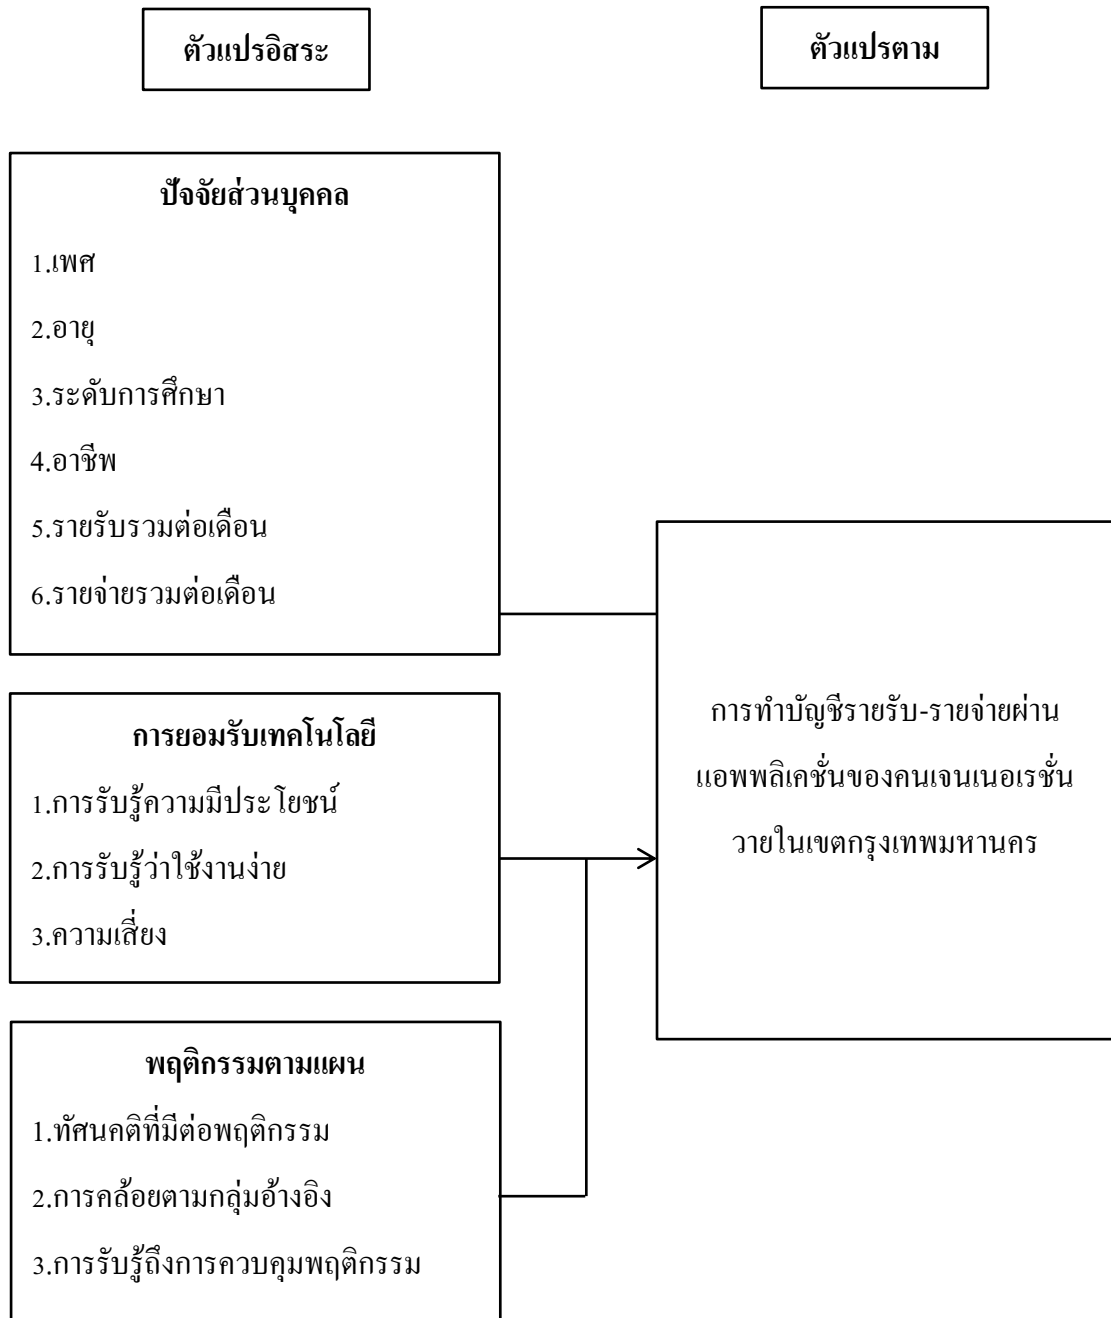 ตัวแปรอิสระ
ตัวแปรตาม
ปัจจัยส่วนบุคคล
1.เพศ
2.อายุ
3.ระดับการศึกษา
4.อาชีพ
5.รายรับรวมต่อเดือน
6.รายจ่ายรวมต่อเดือน
การยอมรับเทคโนโลยี
1.การรับรู้ความมีประโยชน์
2.การรับรู้ว่าใช้งานง่าย
3.ความเสี่ยง
พฤติกรรมตามแผน
1.ทัศนคติที่มีต่อพฤติกรรม
2.การคล้อยตามกลุ่มอ้างอิง
3.การรับรู้ถึงการควบคุมพฤติกรรม
การทำบัญชีรายรับ-รายจ่ายผ่าน
แอพพลิเคชั่นของคนเจนเนอเรชั่น
วายในเขตกรุงเทพมหานคร